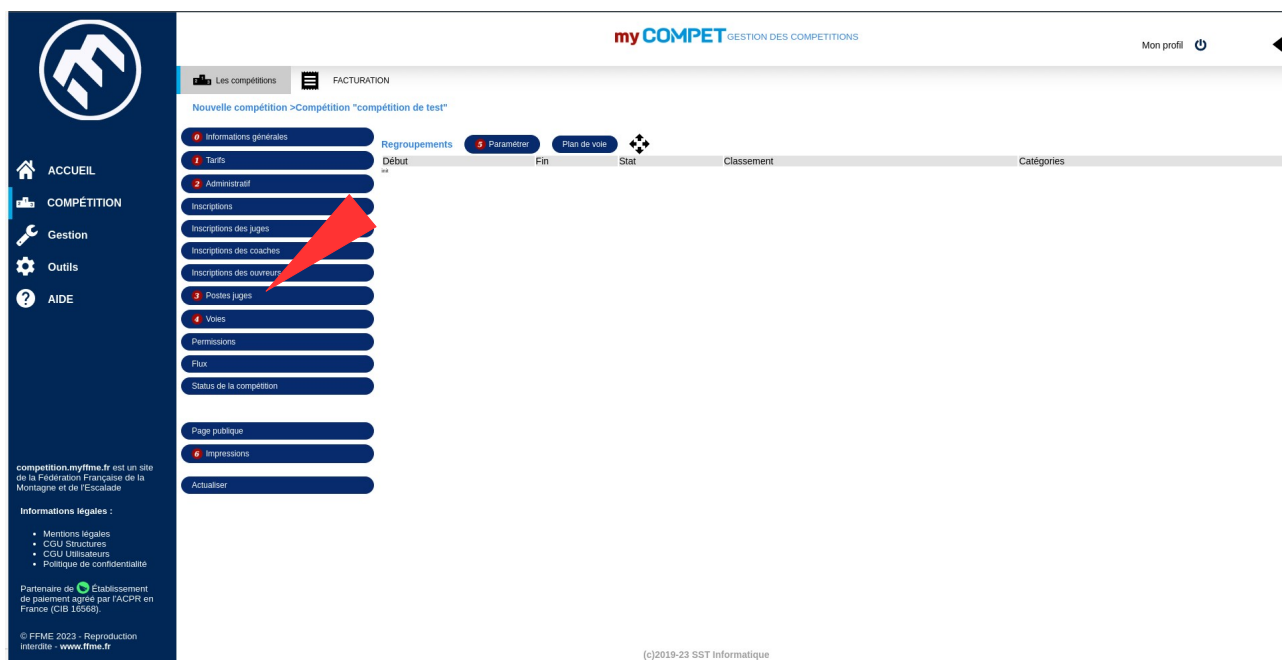 my COMPET GESTION DES COMPETITIONS
Mon profil
Les compétitions
FACTURATION
Nouvelle compétition >Compétition "compétition de test"
ACCUEIL
COMPÉTITION
Gestion
Outils
AIDE
0 Informations générales
1 Tarifs
2 Administratif
Inscriptions
Inscriptions des juges
Inscriptions des coaches
Inscriptions des ouvreurs
3 Postes juges
4 Voies
Permissions
Flux
Status de la compétition
Page publique
6 Impressions
Actualiser
Regroupements 5 Paramétrer Plan de voie
Début Fin Stat Classement Catégories
competition.myffme.fr est un site
de la Fédération Française de la
Montagne et de l'Escalade
Informations légales :
• Mentions légales
• CGU Structures
• CGU Utilisateurs
• Politique de confidentialité
Partenaire de Établissement
de paiement agréé par l'ACPR en
France (CIB 16568).
© FFME 2023 - Reproduction
interdite - www.ffme.fr
(c)2019-23 SST Informatique